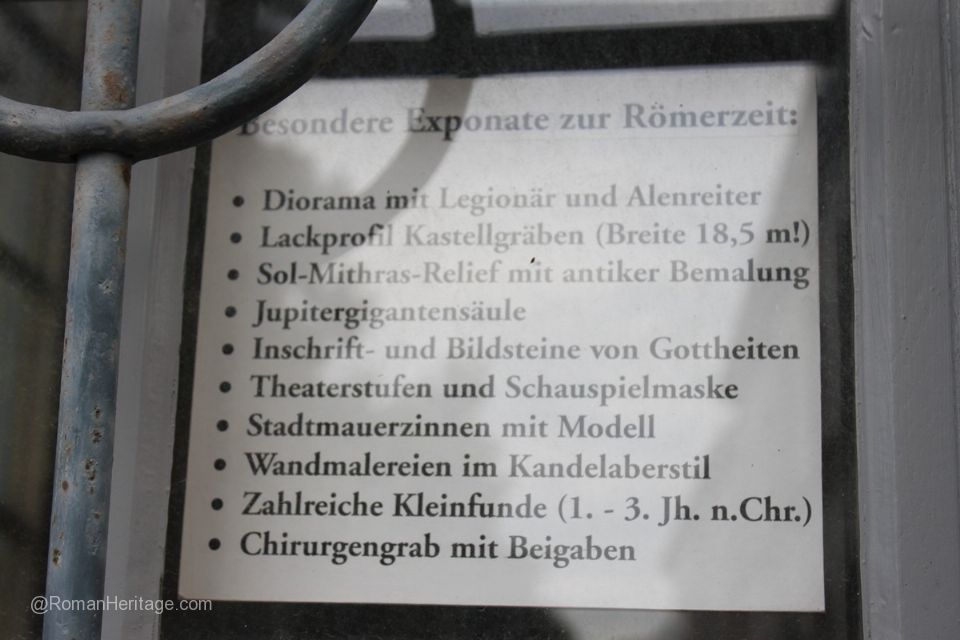 Besondere Exponate zur Römerzeit:
• Diorama mit Legionär und Alenreiter
• Lackprofil Kastellgräben (Breite 18,5 m!)
• Sol-Mithras-Relief mit antiker Bemalung
• Jupitergigantensäule
• Inschrift- und Bildsteine von Gottheiten
• Theaterstufen und Schauspielmaske
• Stadtmauerzinnen mit Modell
• Wandmalereien im Kandelaberstil
• Zahlreiche Kleinfunde (1. - 3. Jh. n.Chr.)
• Chirurgengrab mit Beigaben
@RomanHeritage.com